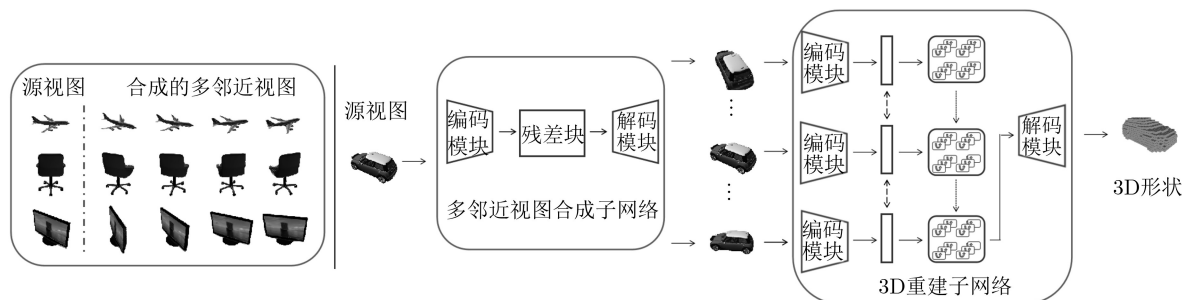 源视图
合成的多邻近视图
源视图
编码
模块
残差块
解码
模块
多邻近视图合成子网络
编码
模块
编码
模块
编码
模块
解码
模块
3D重建子网络
3D形状